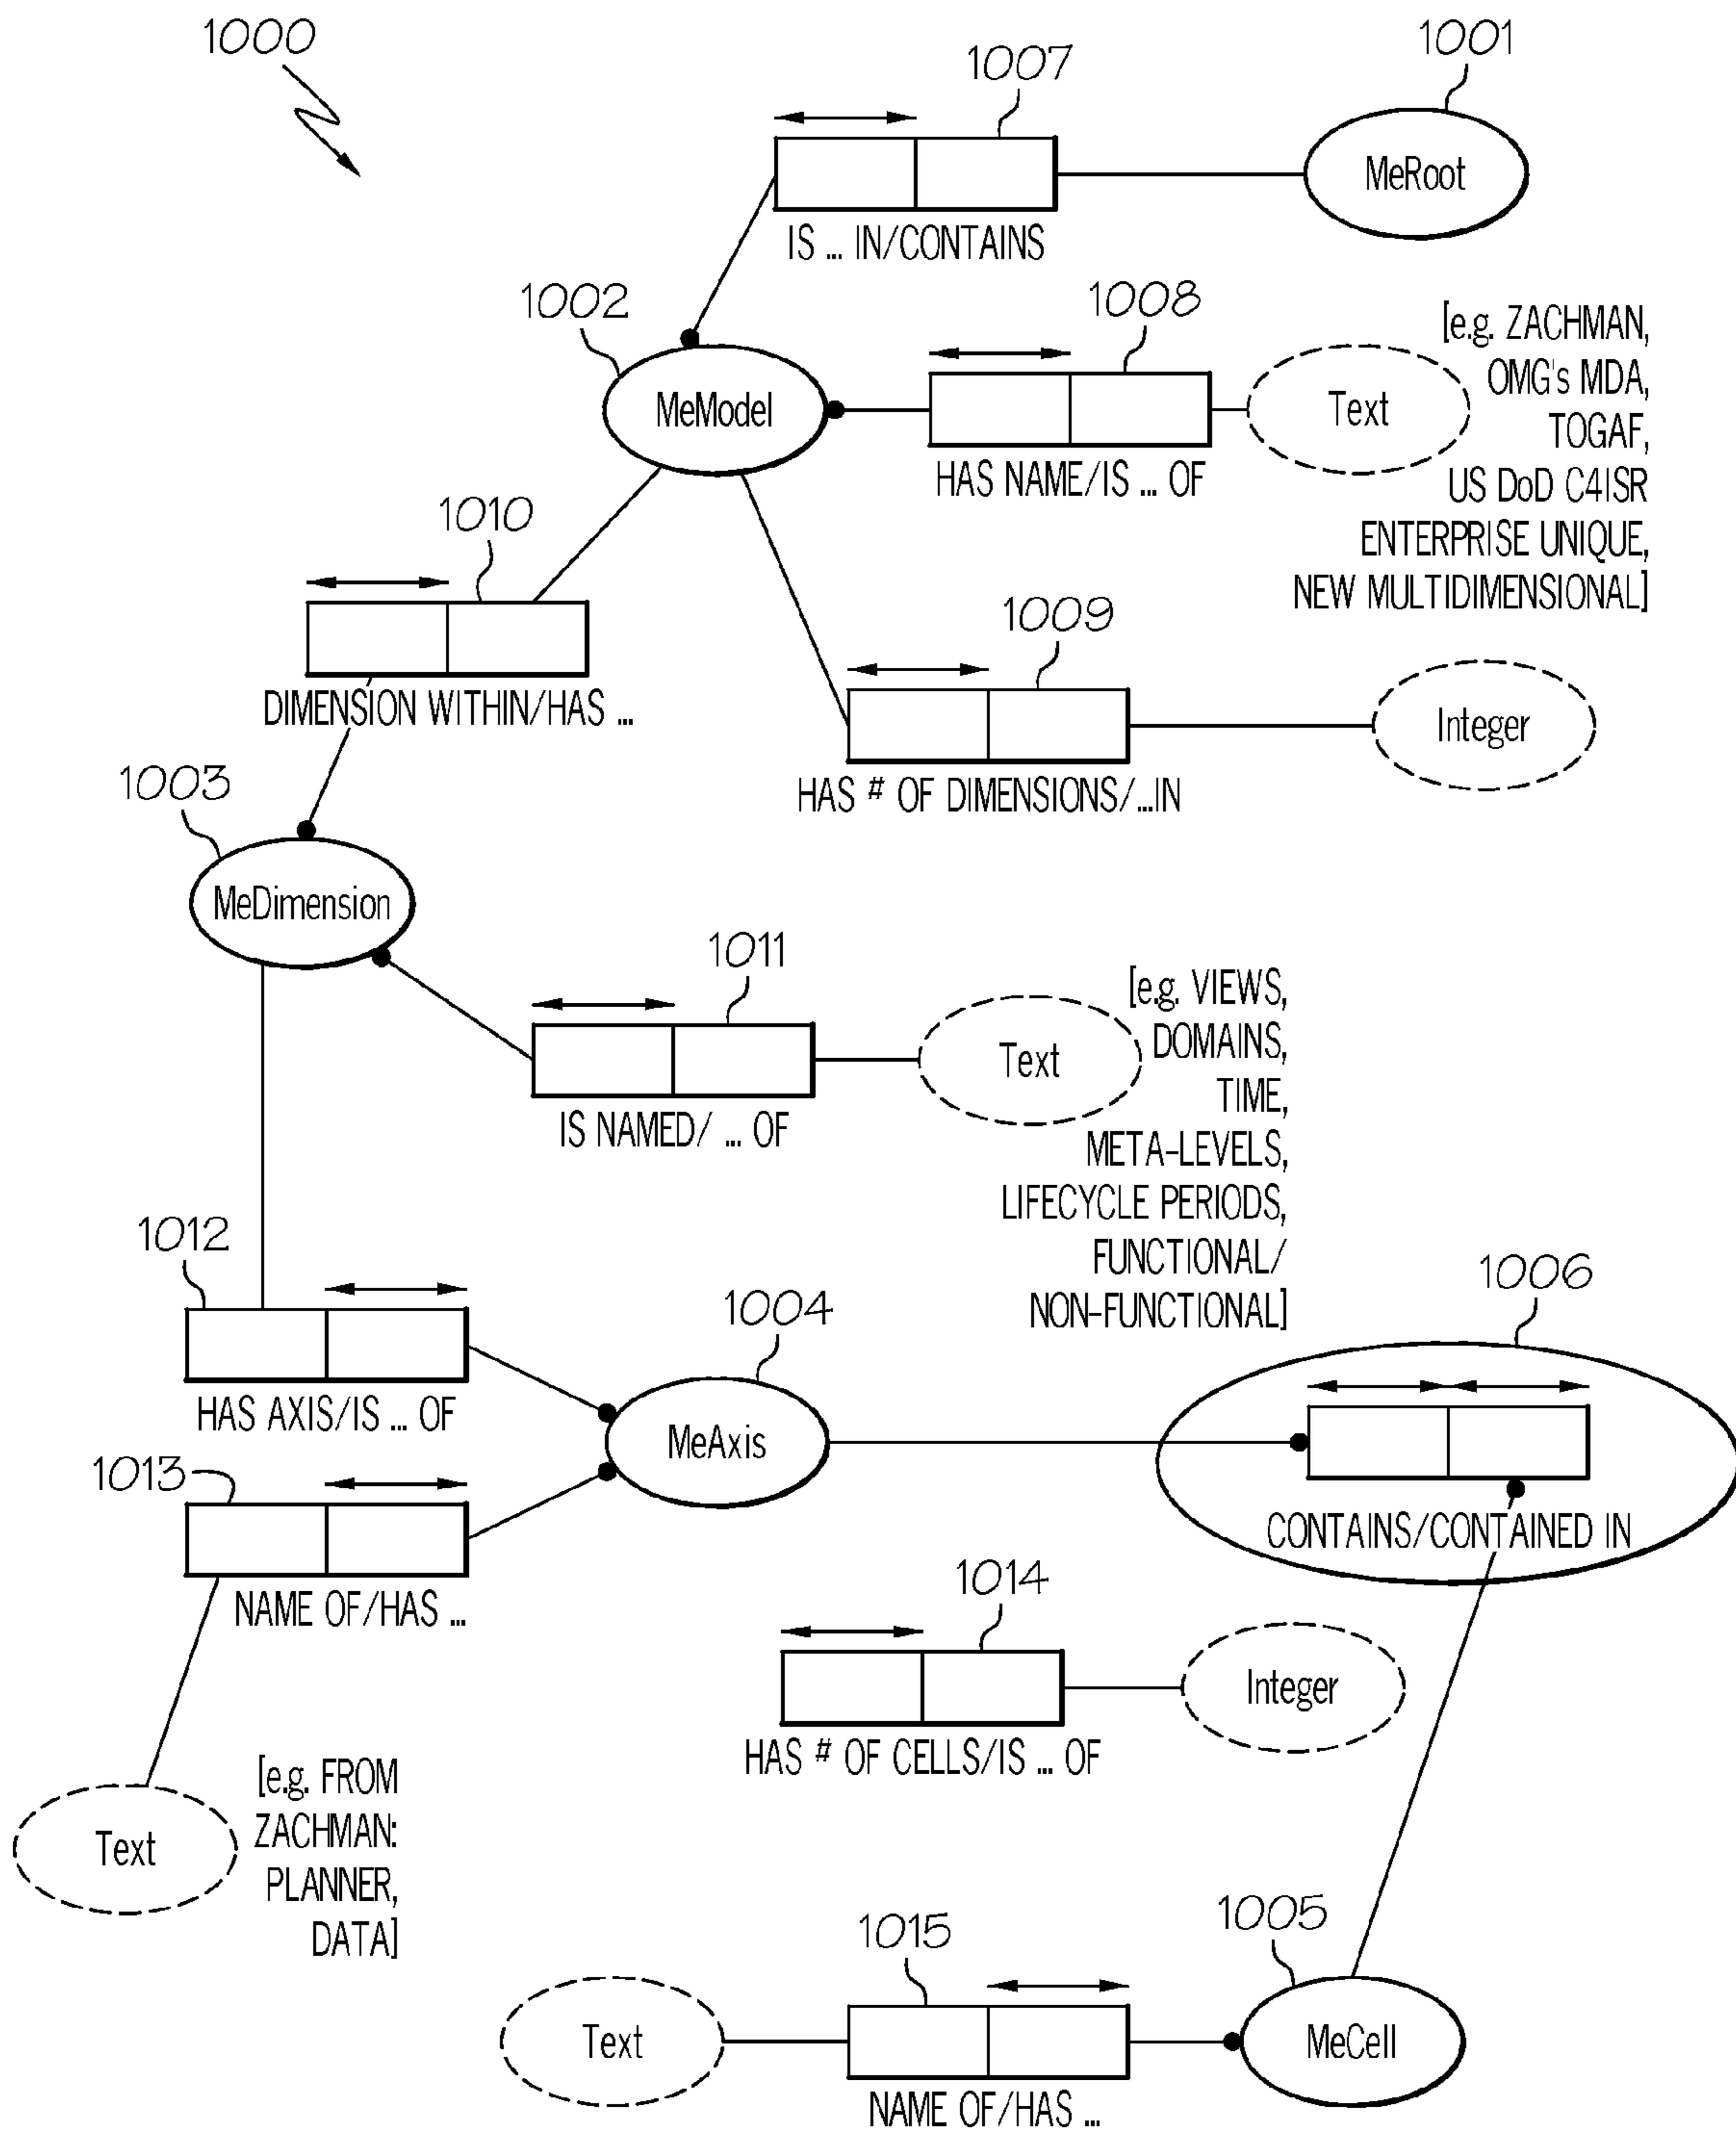 1000
1007
1001
MeRoot
IS ... IN/CONTAINS
1002
1008
MeModel
Text
[e.g. ZACHMAN,
OMG's MDA,
TOGAF,
US DoD C4ISR
ENTERPRISE UNIQUE,
NEW MULTIDIMENSIONAL]
HAS NAME/IS ... OF
1010
DIMENSION WITHIN/HAS ...
1009
Integer
HAS # OF DIMENSIONS/...IN
1003
MeDimension
1011
Text
[e.g. VIEWS,
DOMAINS,
TIME,
META-LEVELS,
LIFECYCLE PERIODS,
FUNCTIONAL/
NON-FUNCTIONAL]
IS NAMED/ ... OF
1012
HAS AXIS/IS ... OF
1004
MeAxis
1006
CONTAINS/CONTAINED IN
1013
NAME OF/HAS ...
1014
Integer
HAS # OF CELLS/IS ... OF
Text
[e.g. FROM
ZACHMAN:
PLANNER,
DATA]
1015
1005
Text
MeCell
NAME OF/HAS ...